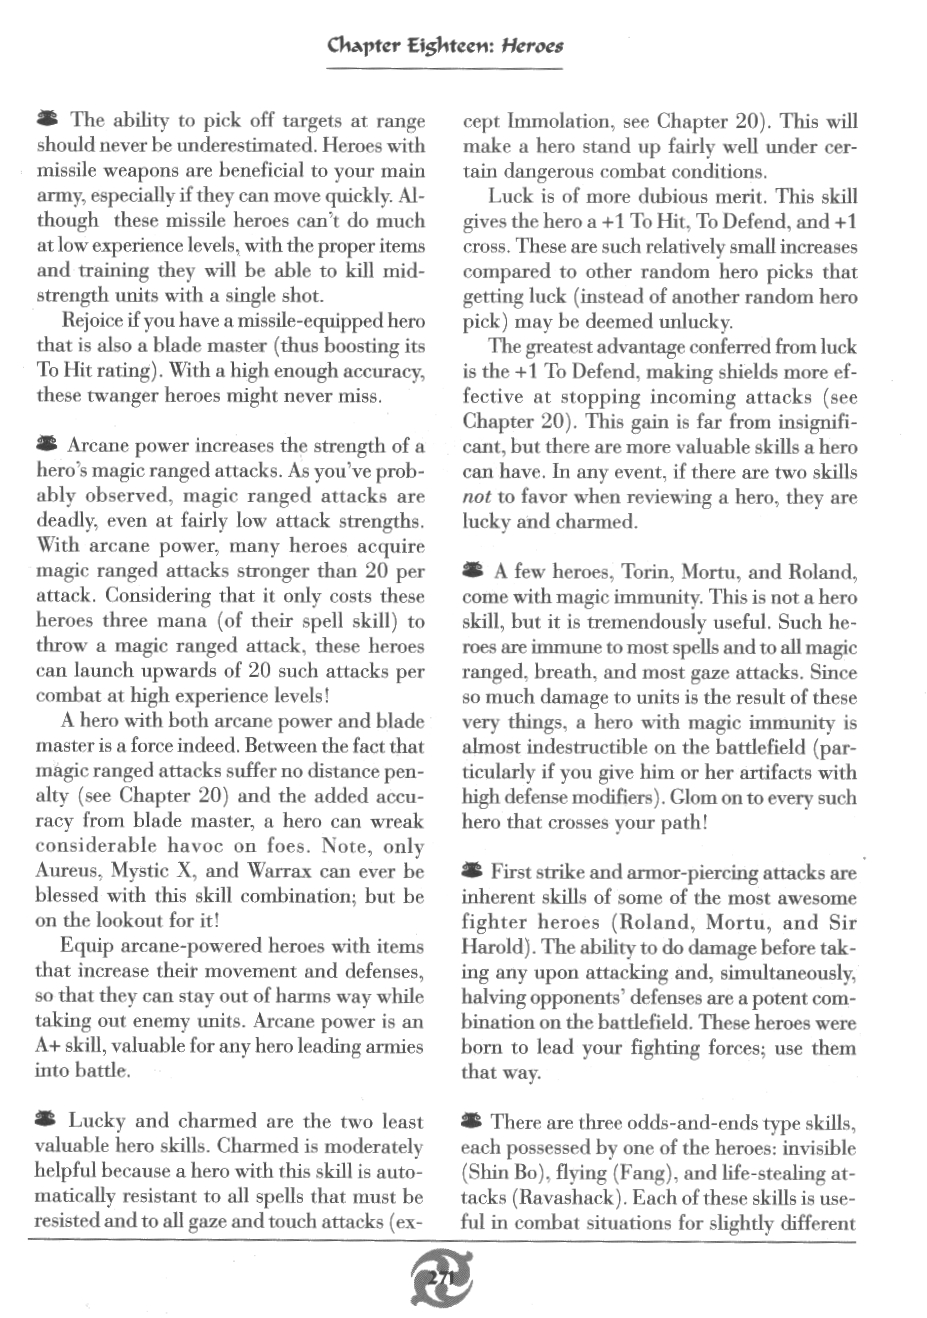 Chapter Eighteen: Heroes
The ability to pick off targets at range
should never be underestimated. Heroes with
missile weapons are beneficial to your main
army, especially if they can move quickly. Al-
though these missile heroes can't do much
at low experience levels, with the proper items
and training they will be able to kill mid-
strength units with a single shot.
Rejoice if you have a missile-equipped hero
that is also a blade master (thus boosting its
To Hit rating). With a high enough accuracy,
these twanger heroes might never miss.
Arcane power increases the strength of a
hero's magic ranged attacks. As you've prob-
ably observed, magic ranged attacks are
deadly, even at fairly low attack strengths.
With arcane power, many heroes acquire
magic ranged attacks stronger than 20 per
attack. Considering that it only costs these
heroes three mana (of their spell skill) to
throw a magic ranged attack, these heroes
can launch upwards of 20 such attacks per
combat at high experience levels!
A hero with both arcane power and blade
master is a force indeed. Between the fact that
magic ranged attacks suffer no distance pen-
alty (see Chapter 20) and the added accu-
racy from blade master, a hero can wreak
considerable havoc on foes. Note, only
Aureus, Mystic X, and Warrax can ever be
blessed with this skill combination; but be
on the lookout for it!
Equip arcane-powered heroes with items
that increase their movement and defenses,
so that they can stay out of harms way while
taking out enemy units. Arcane power is an
A+ skill, valuable for any hero leading armies
into battle.
Lucky and charmed are the two least
valuable hero skills. Charmed is moderately
helpful because a hero with this skill is auto-
matically resistant to all spells that must be
resisted and to all gaze and touch attacks (ex-
cept Immolation, see Chapter 20). This will
make a hero stand up fairly well under cer-
tain dangerous combat conditions.
Luck is of more dubious merit. This skill
gives the hero a +1 To Hit, To Defend, and +1
cross. These are such relatively small increases
compared to other random hero picks that
getting luck (instead of another random hero
pick) may be deemed unlucky.
The greatest advantage conferred from luck
is the +1 To Defend, making shields more ef-
fective at stopping incoming attacks (see
Chapter 20). This gain is far from insignifi-
cant, but there are more valuable skills a hero
can have. In any event, if there are two skills
not to favor when reviewing a hero, they are
lucky and charmed.
A few heroes, Torin, Mortu, and Roland,
come with magic immunity. This is not a hero
skill, but it is tremendously useful. Such he-
roes are immune to most spells and to all magic
ranged, breath, and most gaze attacks. Since
so much damage to units is the result of these
very things, a hero with magic immunity is
almost indestructible on the battlefield (par-
ticularly if you give him or her artifacts with
high defense modifiers). Glom on to every such
hero that crosses your path!
First strike and armor-piercing attacks are
inherent skills of some of the most awesome
fighter heroes (Roland, Mortu, and Sir
Harold). The ability to do damage before tak-
ing any upon attacking and, simultaneously,
halving opponents' defenses are a potent com-
bination on the battlefield. These heroes were
born to lead your fighting forces; use them
that way.
There are three odds-and-ends type skills,
each possessed by one of the heroes: invisible
(Shin Bo), flying (Fang), and life-stealing at-
tacks (Ravashack). Each of these skills is use-
ful in combat situations for slightly different
271